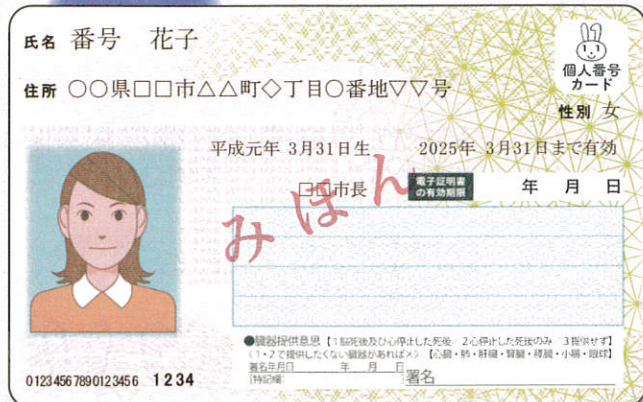 氏名 番号 花子
個人番号
カード
住所 ○○県□□市△△町◇丁目○番地▽▽号
性別 女
平成元年 3月31日生 2025年 3月31日まで有効
□□市長 電子証明書の有効期限 年 月 日
みほん
●臓器提供意思【1脳死後及び心停止した死後/2心停止した死後のみ/3提供せず】
〈1・2で提供したくない臓器があれば×〉【心臓・肺・肝臓・腎臓・膵臓・小腸・眼球】
署名年月日 年 月 日
[特記欄: 署名
01234567890123456 1234